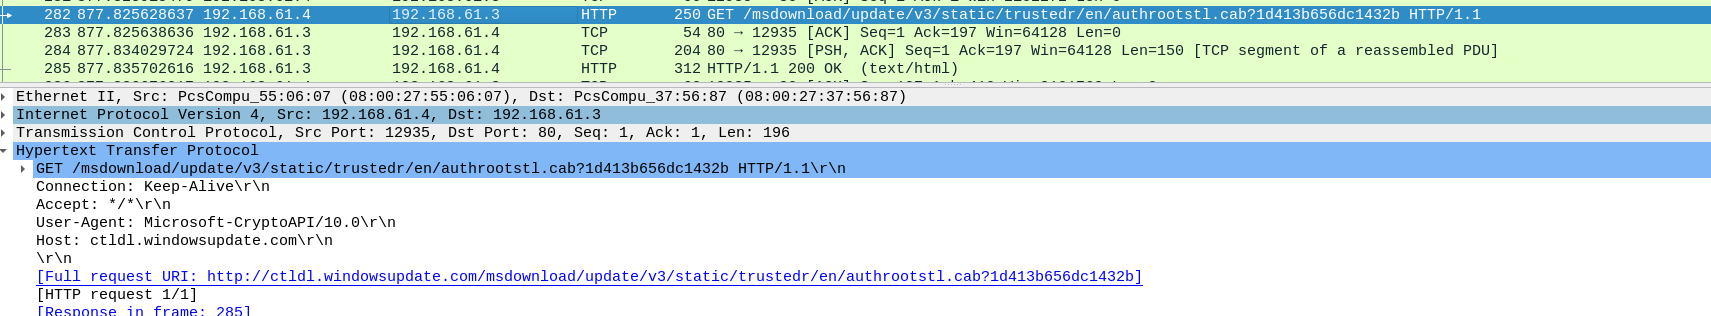 282 877.825628637 192.168.61.4 192.168.61.3 HTTP 250 GET /msdownload/update/v3/static/trustedr/en/authrootstl.cab?1d413b656dc1432b HTTP/1.1
283 877.825638636 192.168.61.3 192.168.61.4 TCP 54 80 → 12935 [ACK] Seq=1 Ack=197 Win=64128 Len=0
284 877.834029724 192.168.61.3 192.168.61.4 TCP 204 80 → 12935 [PSH, ACK] Seq=1 Ack=197 Win=64128 Len=150 [TCP segment of a reassembled PDU]
285 877.835702616 192.168.61.3 192.168.61.4 HTTP 312 HTTP/1.1 200 OK (text/html)
Ethernet II, Src: PcsCompu_55:06:07 (08:00:27:55:06:07), Dst: PcsCompu_37:56:87 (08:00:27:37:56:87)
Internet Protocol Version 4, Src: 192.168.61.4, Dst: 192.168.61.3
Transmission Control Protocol, Src Port: 12935, Dst Port: 80, Seq: 1, Ack: 1, Len: 196
Hypertext Transfer Protocol
GET /msdownload/update/v3/static/trustedr/en/authrootstl.cab?1d413b656dc1432b HTTP/1.1\r\n
Connection: Keep-Alive\r\n
Accept: */*\r\n
User-Agent: Microsoft-CryptoAPI/10.0\r\n
Host: ctldl.windowsupdate.com\r\n
\r\n
[Full request URI: http://ctldl.windowsupdate.com/msdownload/update/v3/static/trustedr/en/authrootstl.cab?1d413b656dc1432b]
[HTTP request 1/1]
[Response in frame: 285]